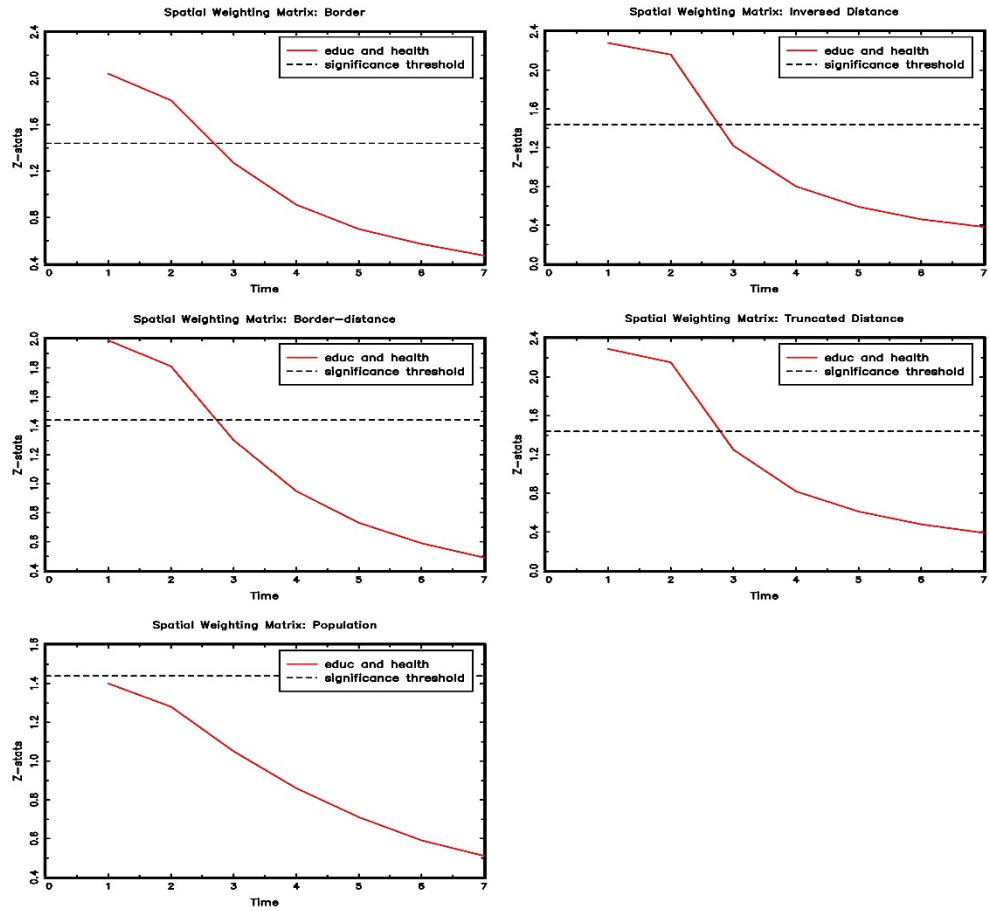 Spatial Weighting Matrix: Border
2.4
2.0
1.6
1.2
0.8
0.4
Z-stats
educ and health
significance threshold
0 1 2 3 4 5 6 7
Time
Spatial Weighting Matrix: Inversed Distance
2.4
2.0
1.6
1.2
0.8
0.4
0.0
Z-stats
educ and health
significance threshold
0 1 2 3 4 5 6 7
Time
Spatial Weighting Matrix: Border-distance
2.0
1.8
1.6
1.4
1.2
1.0
0.8
0.6
0.4
Z-stats
educ and health
significance threshold
0 1 2 3 4 5 6 7
Time
Spatial Weighting Matrix: Truncated Distance
2.4
2.0
1.6
1.2
0.8
0.4
0.0
Z-stats
educ and health
significance threshold
0 1 2 3 4 5 6 7
Time
Spatial Weighting Matrix: Population
1.6
1.4
1.2
1.0
0.8
0.6
0.4
Z-stats
educ and health
significance threshold
0 1 2 3 4 5 6 7
Time